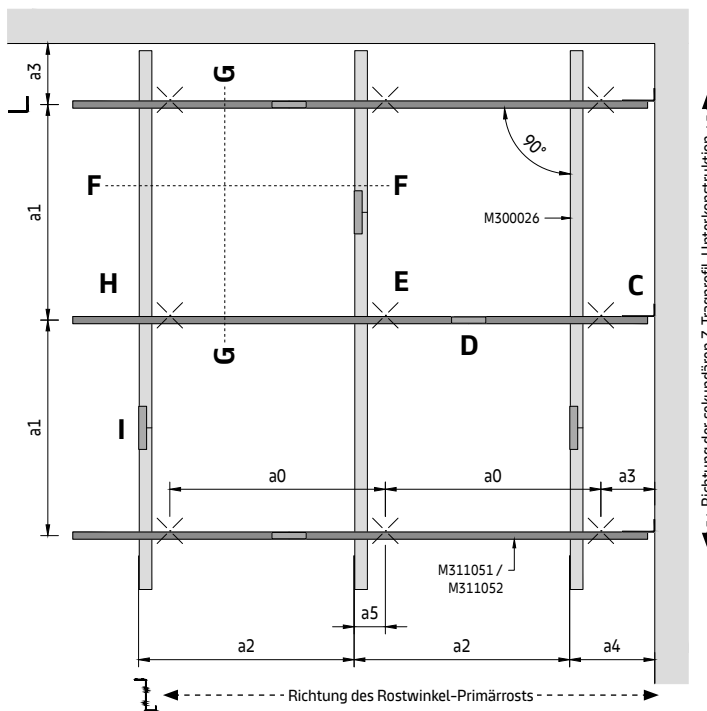 a3
G
90°
F
F
a1
M300026
H
E
C
G
D
Richtung der sekundären Z-Tragprofil-Unterkonstruktion
a1
I
a0
a0
a3
M311051 /
M311052
a5
a2
a2
a4
Richtung des Rostwinkel-Primärrosts